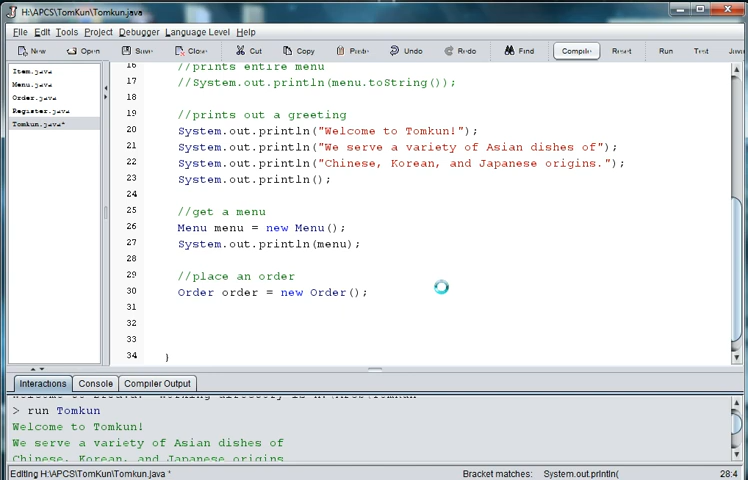 H:\APCS\TomKun\Tomkun.java
File Edit Tools Project Debugger Language Level Help
New Open Save Close Cut Copy Paste Undo Redo Find Compile Reset Run Test
Item.java
Menu.java
Order.java
Register.java
Tomkun.java*
16 //prints entire menu
17 //System.out.println(menu.toString());
18
19 //prints out a greeting
20 System.out.println("Welcome to Tomkun!");
21 System.out.println("We serve a variety of Asian dishes of");
22 System.out.println("Chinese, Korean, and Japanese origins.");
23 System.out.println();
24
25 //get a menu
26 Menu menu = new Menu();
27 System.out.println(menu);
28
29 //place an order
30 Order order = new Order();
31
32
33
34 }
Interactions Console Compiler Output
> run Tomkun
Welcome to Tomkun!
We serve a variety of Asian dishes of
Chinese, Korean, and Japanese origins
Editing H:\APCS\TomKun\Tomkun.java * Bracket matches: System.out.println( 28:4